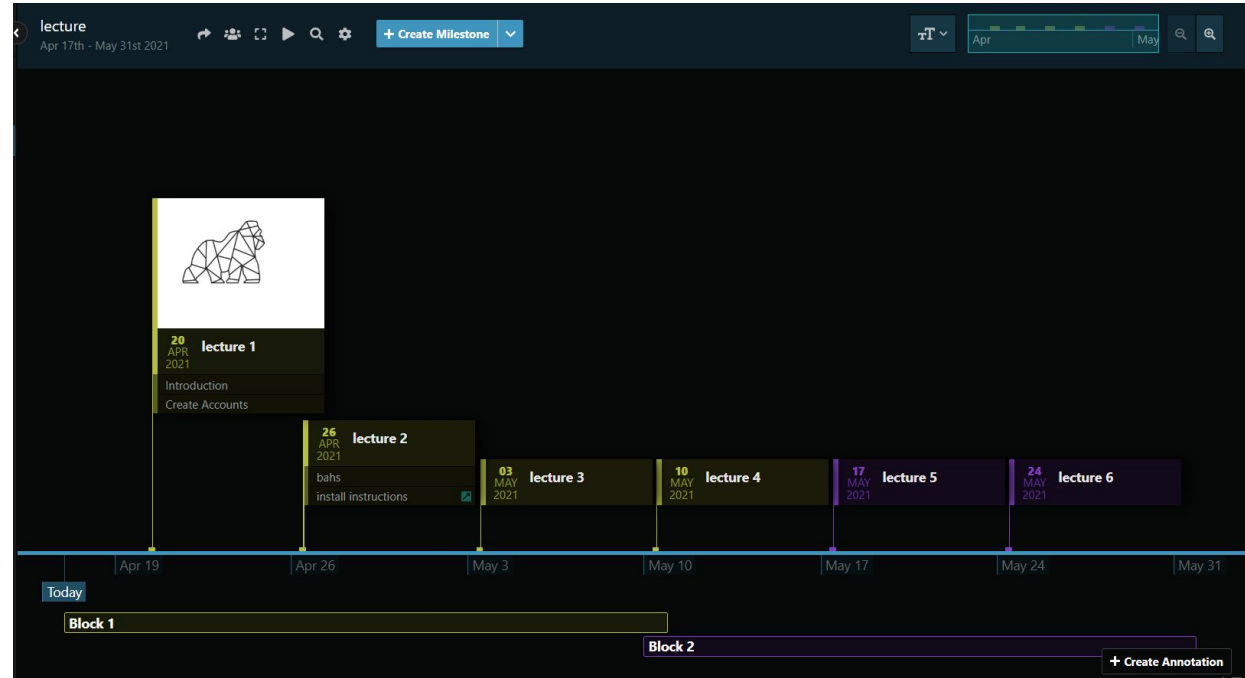 lecture
Apr 17th - May 31st 2021
+ Create Milestone
TT
Apr
May
20
APR
2021
lecture 1
Introduction
Create Accounts
26
APR
2021
lecture 2
bahs
install instructions
03
MAY
2021
lecture 3
10
MAY
2021
lecture 4
17
MAY
2021
lecture 5
24
MAY
2021
lecture 6
Apr 19
Apr 26
May 3
May 10
May 17
May 24
May 31
Today
Block 1
Block 2
+ Create Annotation